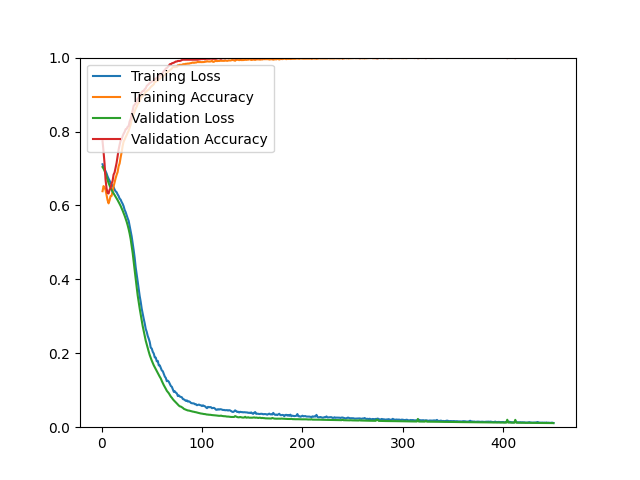 1.0
0.8
0.6
0.4
0.2
0.0
Training Loss
Training Accuracy
Validation Loss
Validation Accuracy
0 100 200 300 400